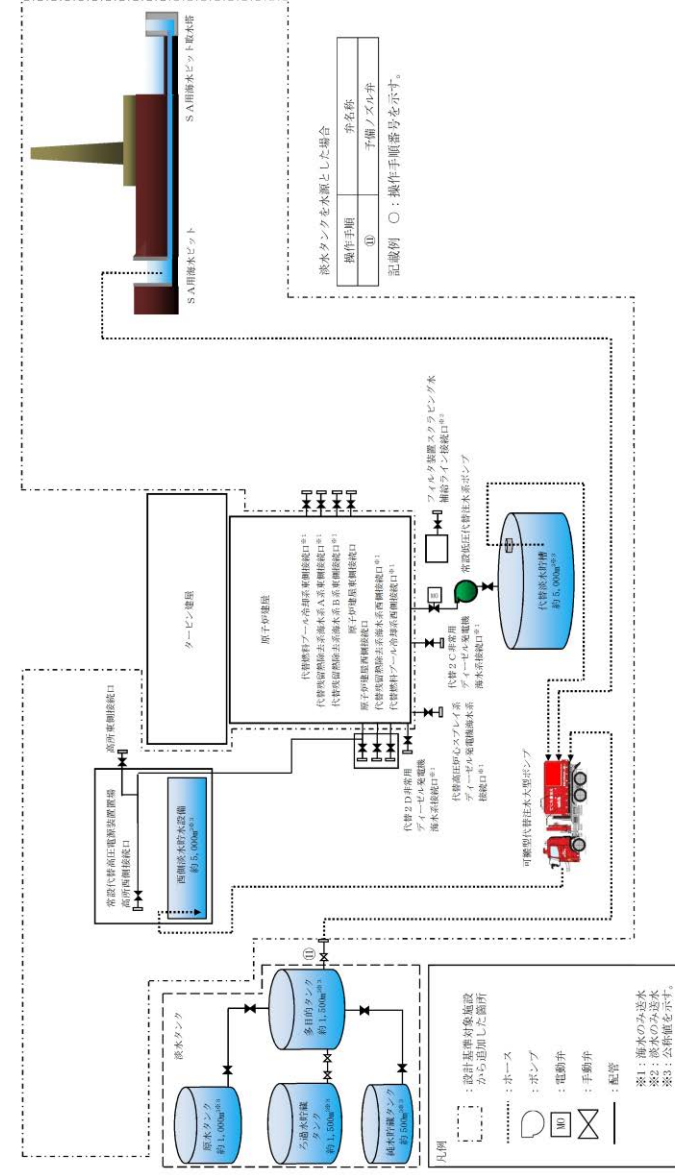 SA用海水ピット取水塔
SA用海水ピット
淡水タンクを水源とした場合
操作手順
弁名称
⑪
予備ノズル弁
記載例 ○:操作手順番号を示す。
タービン建屋
原子炉建屋
代替燃料プール冷却系東側接続口※1
代替残留熱除去系海水系A系東側接続口※1
代替残留熱除去系海水系B系東側接続口※1
原子炉建屋東側接続口
原子炉建屋西側接続口
代替残留熱除去系海水系西側接続口※1
代替燃料プール冷却系西側接続口※1
高所東側接続口
常設代替高圧電源装置置場
高所西側接続口
西側淡水貯水設備
約5,000m³※3
フィルタ装置スクラビング水
補給ライン接続口※2
常設低圧代替注水系ポンプ
MO
代替淡水貯槽
約5,000m³※3
代替2C非常用
ディーゼル発電機
海水系接続口※1
代替高圧炉心スプレイ系
ディーゼル発電機海水系
接続口※1
代替2D非常用
ディーゼル発電機
海水系接続口※1
可搬型代替注水大型ポンプ
淡水タンク
原水タンク
約1,000m³※3
ろ過水貯蔵
タンク
約1,500m³※3
純水貯蔵タンク
約500m³※3
多目的タンク
約1,500m³※3
⑪
凡例
:設計基準対象施設
から追加した箇所
:ホース
:ポンプ
MO
:電動弁
:手動弁
:配管
※1:海水のみ送水
※2:淡水のみ送水
※3:公称値を示す。